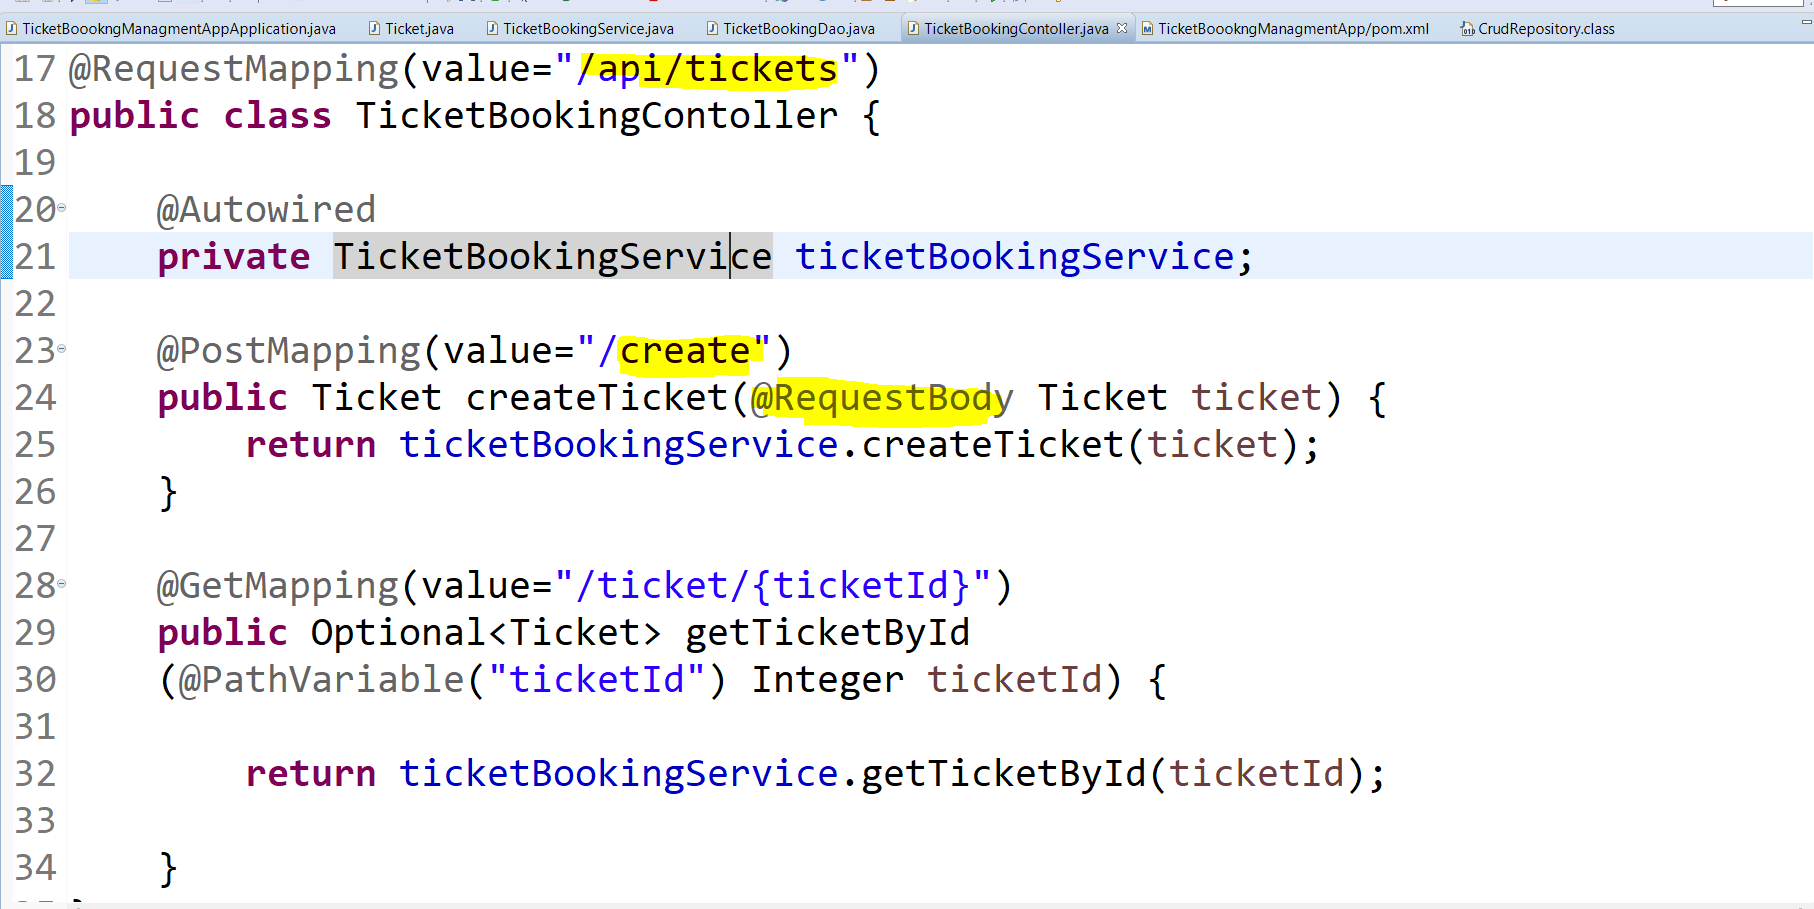 TicketBoookngManagmentAppApplication.java Ticket.java TicketBookingService.java TicketBookingDao.java TicketBookingContoller.java TicketBoookngManagmentApp/pom.xml CrudRepository.class
17 @RequestMapping(value="/api/tickets")
18 public class TicketBookingContoller {
19
20 @Autowired
21 private TicketBookingService ticketBookingService;
22
23 @PostMapping(value="/create")
24 public Ticket createTicket(@RequestBody Ticket ticket) {
25 return ticketBookingService.createTicket(ticket);
26 }
27
28 @GetMapping(value="/ticket/{ticketId}")
29 public Optional<Ticket> getTicketById
30 (@PathVariable("ticketId") Integer ticketId) {
31
32 return ticketBookingService.getTicketById(ticketId);
33
34 }